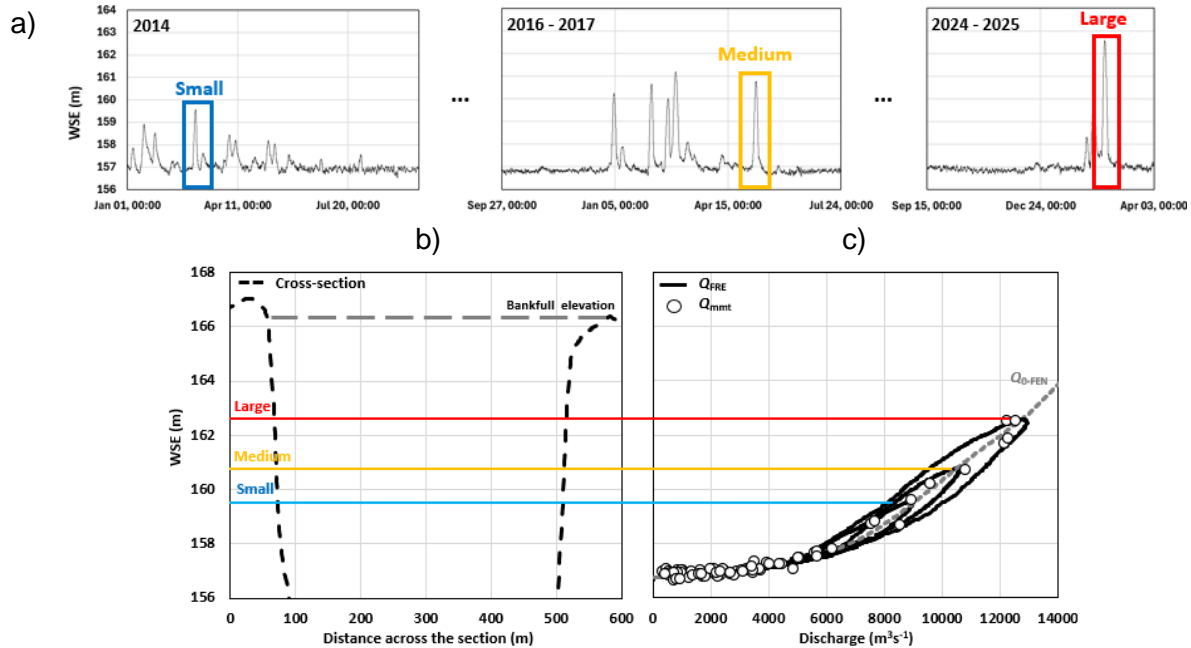 a)
2014
2016 - 2017
2024 - 2025
Small
Medium
Large
...
...
WSE (m)
164
163
162
161
160
159
158
157
156
Jan 01, 00:00
Apr 11, 00:00
Jul 20, 00:00
Sep 27, 00:00
Jan 05, 00:00
Apr 15, 00:00
Jul 24, 00:00
Sep 15, 00:00
Dec 24, 00:00
Apr 03, 00:00
b)
Cross-section
Bankfull elevation
Large
Medium
Small
WSE (m)
168
166
164
162
160
158
156
0
100
200
300
400
500
600
Distance across the section (m)
c)
QFRE
Qmmt
Q0-FEN
0
2000
4000
6000
8000
10000
12000
14000
Discharge (m³s⁻¹)